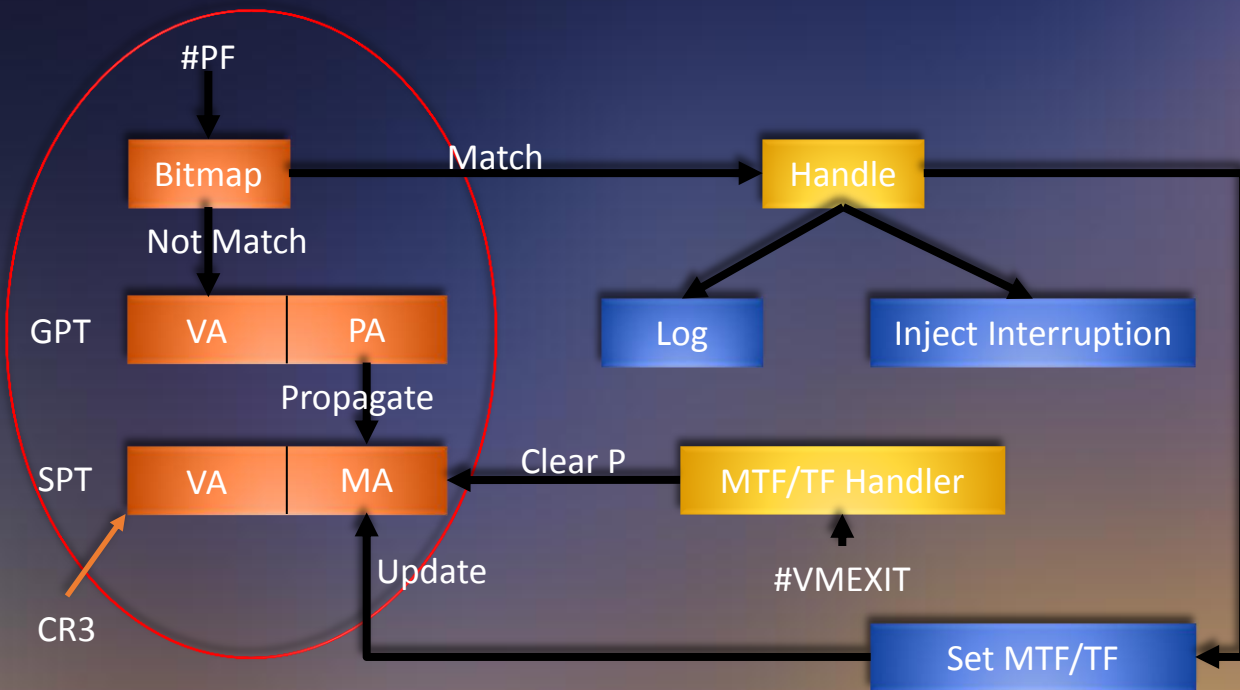 #PF
Bitmap
Match
Handle
Not Match
GPT
VA
PA
Log
Inject Interruption
Propagate
SPT
VA
MA
Clear P
MTF/TF Handler
Update
#VMEXIT
CR3
Set MTF/TF